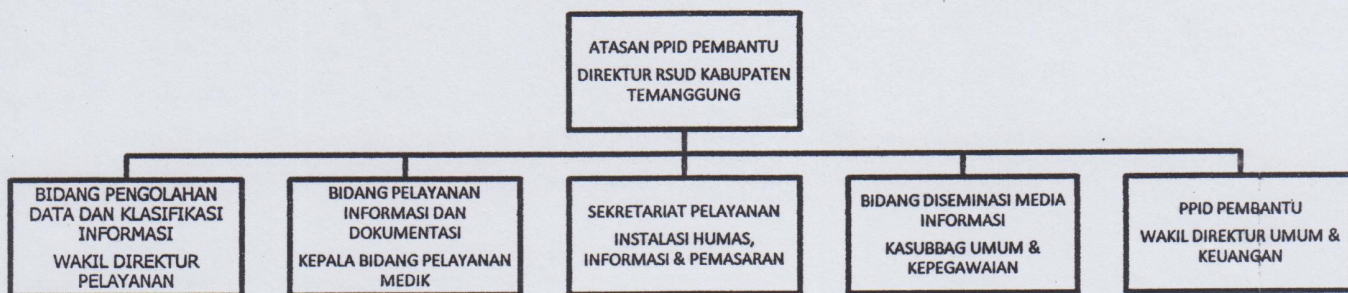 ATASAN PPID PEMBANTU
DIREKTUR RSUD KABUPATEN
TEMANGGUNG
BIDANG PENGOLAHAN
DATA DAN KLASIFIKASI
INFORMASI
WAKIL DIREKTUR
PELAYANAN
BIDANG PELAYANAN
INFORMASI DAN
DOKUMENTASI
KEPALA BIDANG PELAYANAN
MEDIK
SEKRETARIAT PELAYANAN
INSTALASI HUMAS,
INFORMASI & PEMASARAN
BIDANG DISEMINASI MEDIA
INFORMASI
KASUBBAG UMUM &
KEPEGAWAIAN
PPID PEMBANTU
WAKIL DIREKTUR UMUM &
KEUANGAN